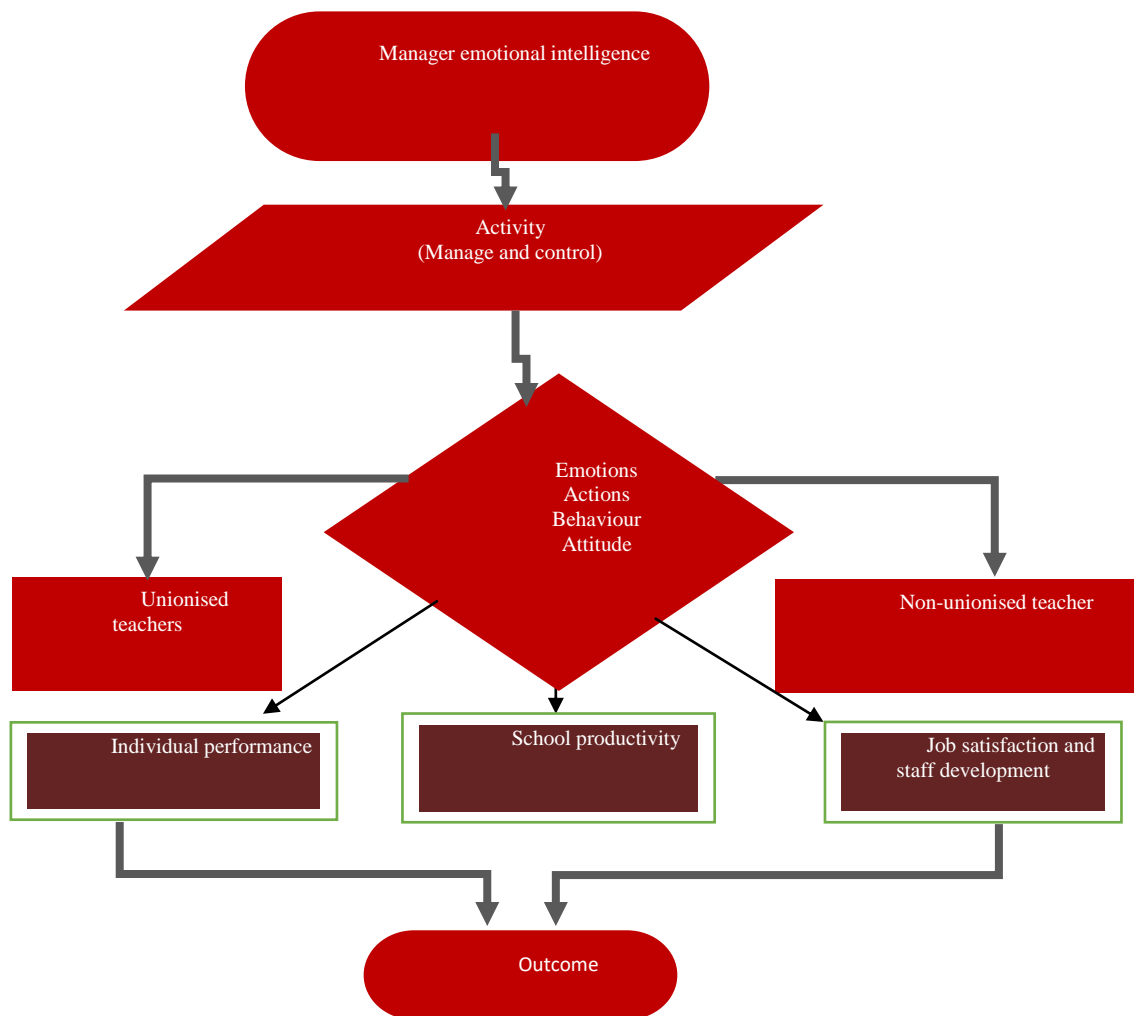 Manager emotional intelligence
Activity
(Manage and control)
Emotions
Actions
Behaviour
Attitude
Unionised
teachers
Non-unionised teacher
Individual performance
School productivity
Job satisfaction and
staff development
Outcome